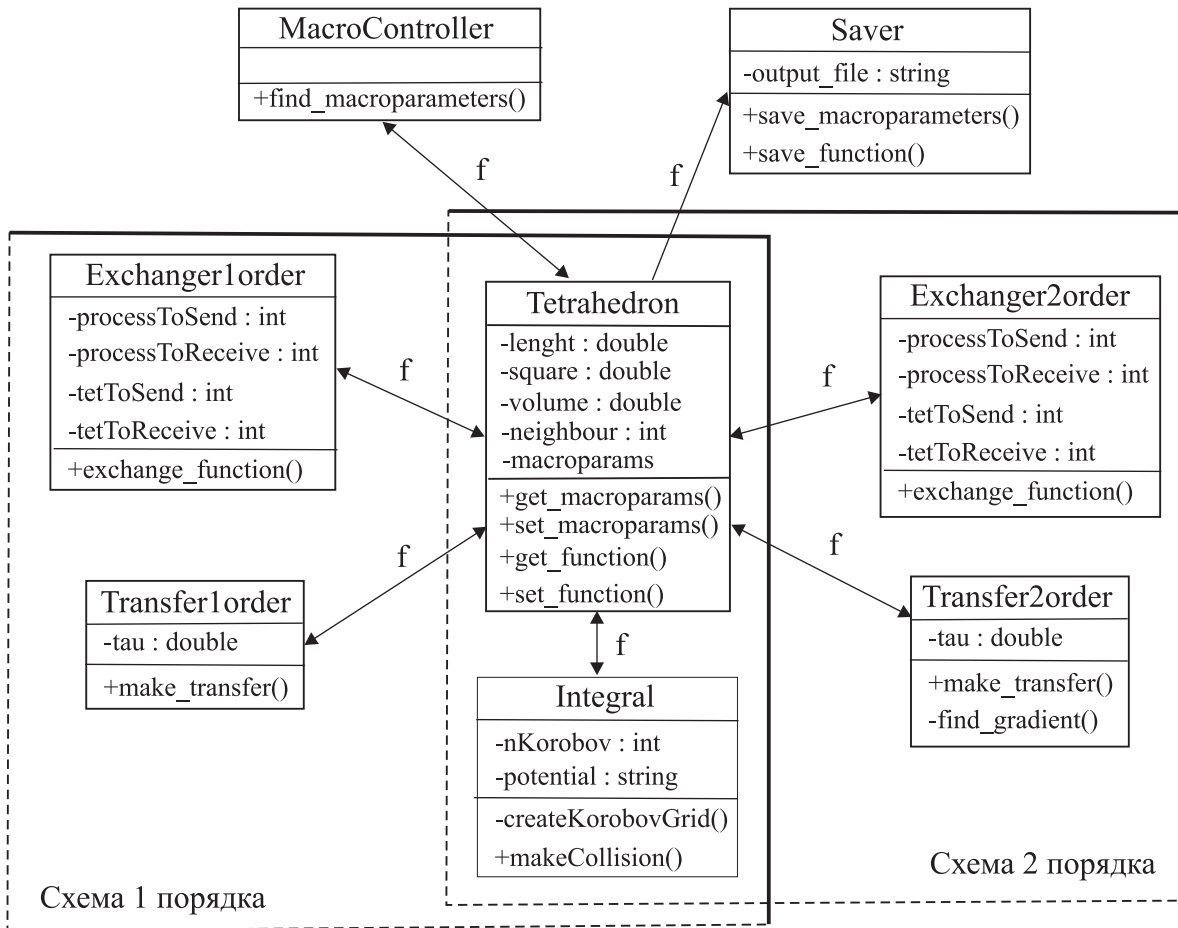 MacroController
+find_macroparameters()
Saver
-output_file : string
+save_macroparameters()
+save_function()
f
f
Exchanger1order
-processToSend : int
-processToReceive : int
-tetToSend : int
-tetToReceive : int
+exchange_function()
f
Tetrahedron
-lenght : double
-square : double
-volume : double
-neighbour : int
-macroparams
+get_macroparams()
+set_macroparams()
+get_function()
+set_function()
f
Exchanger2order
-processToSend : int
-processToReceive : int
-tetToSend : int
-tetToReceive : int
+exchange_function()
f
Transfer1order
-tau : double
+make_transfer()
f
Integral
-nKorobov : int
-potential : string
-createKorobovGrid()
+makeCollision()
f
Transfer2order
-tau : double
+make_transfer()
-find_gradient()
Схема 1 порядка
Схема 2 порядка